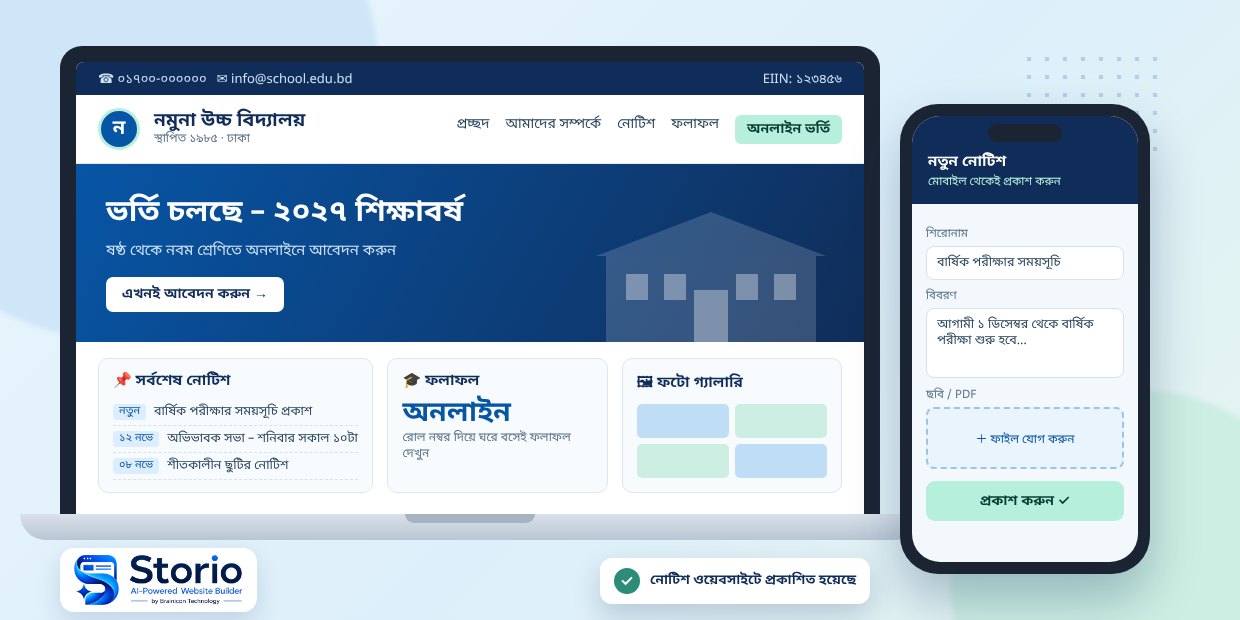 ☎ ০১৭০০-০০০০০০ ✉ info@school.edu.bd
EIIN: ১২৩৪৫৬
ন
নমুনা উচ্চ বিদ্যালয়
স্থাপিত ১৯৮৫ · ঢাকা
প্রচ্ছদ আমাদের সম্পর্কে নোটিশ ফলাফল অনলাইন ভর্তি
ভর্তি চলছে – ২০২৭ শিক্ষাবর্ষ
ষষ্ঠ থেকে নবম শ্রেণিতে অনলাইনে আবেদন করুন
এখনই আবেদন করুন →
📌 সর্বশেষ নোটিশ
নতুন বার্ষিক পরীক্ষার সময়সূচি প্রকাশ
১২ নভে অভিভাবক সভা – শনিবার সকাল ১০টা
০৮ নভে শীতকালীন ছুটির নোটিশ
🎓 ফলাফল
অনলাইন
রোল নম্বর দিয়ে ঘরে বসেই ফলাফল
দেখুন
🖼 ফটো গ্যালারি
নতুন নোটিশ
মোবাইল থেকেই প্রকাশ করুন
শিরোনাম
বার্ষিক পরীক্ষার সময়সূচি
বিবরণ
আগামী ১ ডিসেম্বর থেকে বার্ষিক
পরীক্ষা শুরু হবে...
ছবি / PDF
+ ফাইল যোগ করুন
প্রকাশ করুন ✓
Storio
AI-Powered Website Builder
by Brainicon Technology
নোটিশ ওয়েবসাইটে প্রকাশিত হয়েছে